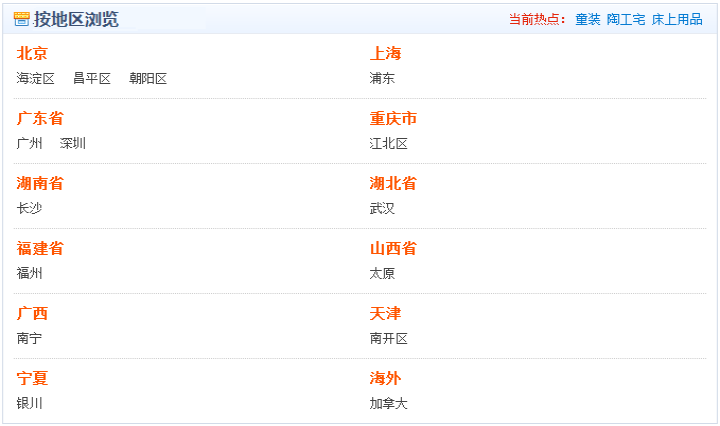 按地区浏览 当前热点: 童装 陶工宅 床上用品
北京 上海
海淀区 昌平区 朝阳区 浦东
广东省 重庆市
广州 深圳 江北区
湖南省 湖北省
长沙 武汉
福建省 山西省
福州 太原
广西 天津
南宁 南开区
宁夏 海外
银川 加拿大